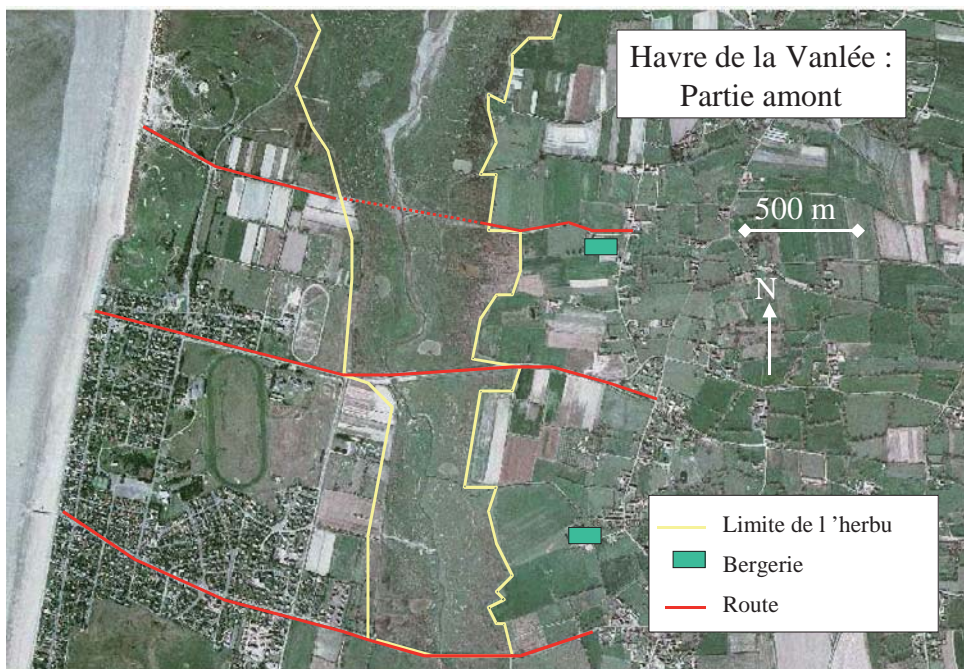 Havre de la Vanlée :
Partie amont
500 m
N
Limite de l ’herbu
Bergerie
Route